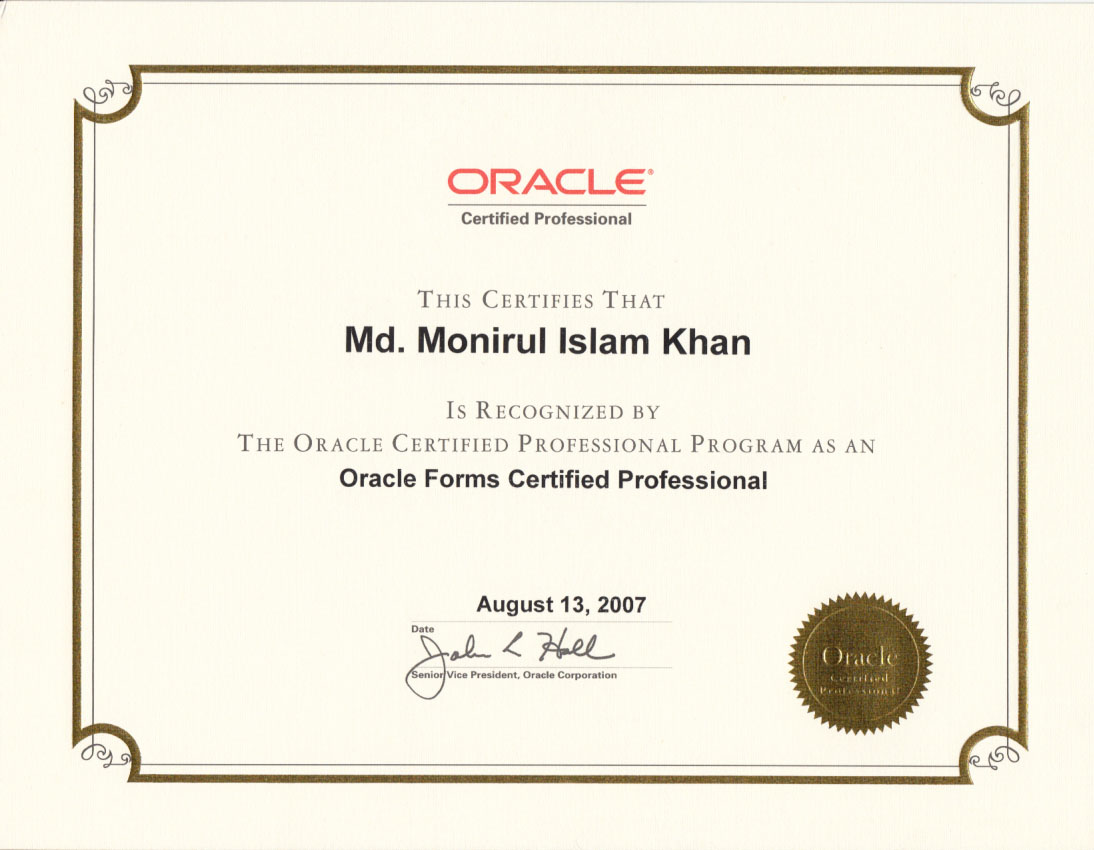 ORACLE®
Certified Professional
THIS CERTIFIES THAT
Md. Monirul Islam Khan
IS RECOGNIZED BY
THE ORACLE CERTIFIED PROFESSIONAL PROGRAM AS AN
Oracle Forms Certified Professional
August 13, 2007
Date
John L Hall
Senior Vice President, Oracle Corporation
Oracle
Certified
Professional